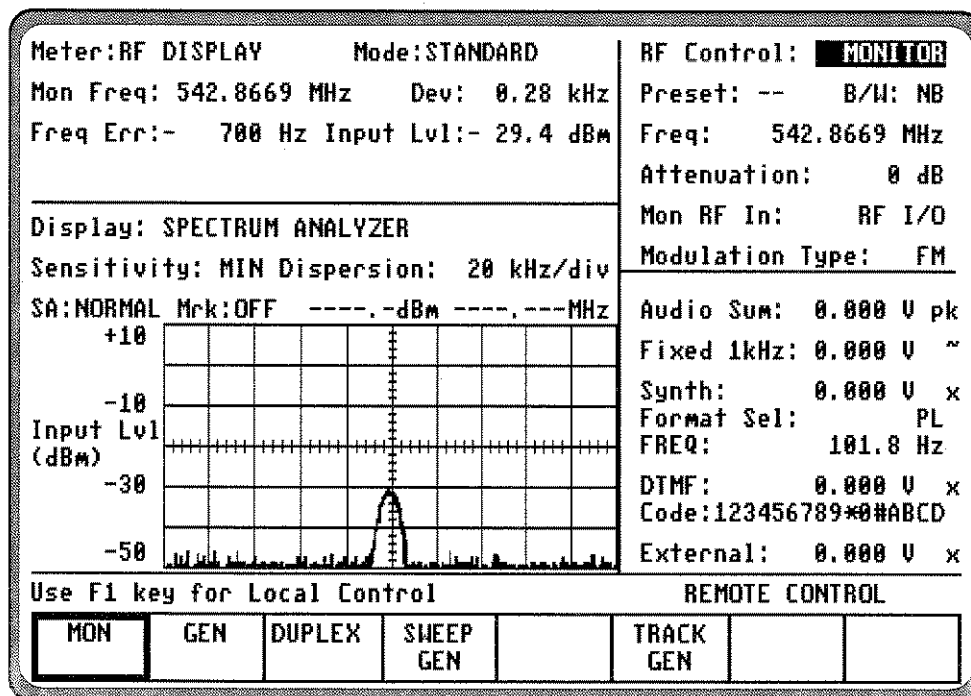 Meter:RF DISPLAY Mode:STANDARD
Mon Freq: 542.8669 MHz Dev: 0.28 kHz
Freq Err:- 700 Hz Input Lvl:- 29.4 dBm
Display: SPECTRUM ANALYZER
Sensitivity: MIN Dispersion: 20 kHz/div
SA:NORMAL Mrk:OFF ----.-dBm ----.---MHz
+10
-10
Input Lvl
(dBm)
-30
-50
RF Control: MONITOR
Preset: -- B/W: NB
Freq: 542.8669 MHz
Attenuation: 0 dB
Mon RF In: RF I/O
Modulation Type: FM
Audio Sum: 0.000 V pk
Fixed 1kHz: 0.000 V ~
Synth: 0.000 V x
Format Sel: PL
FREQ: 101.8 Hz
DTMF: 0.000 V x
Code:123456789*0#ABCD
External: 0.000 V x
Use F1 key for Local Control REMOTE CONTROL
MON GEN DUPLEX SWEEP TRACK
GEN GEN